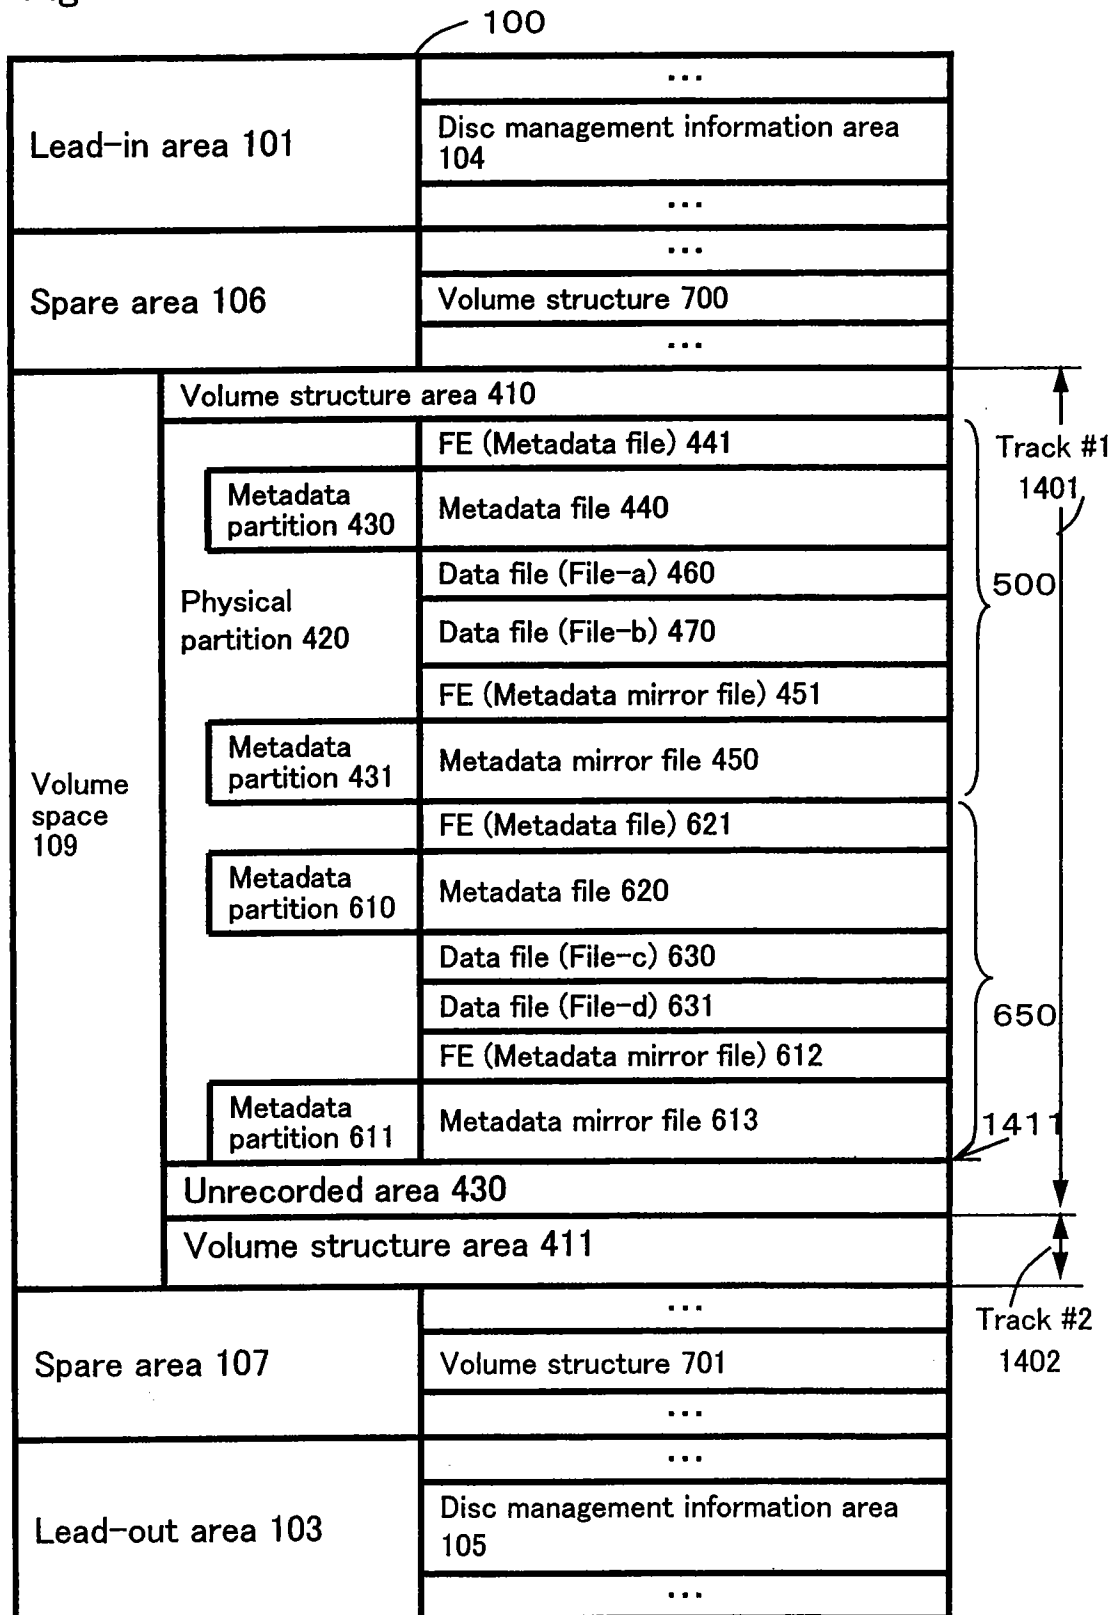 100
...
Lead-in area 101
Disc management information area
104
...
...
Spare area 106
Volume structure 700
...
Volume structure area 410
FE (Metadata file) 441
Track #1
1401
Metadata
partition 430
Metadata file 440
Data file (File-a) 460
500
Physical
partition 420
Data file (File-b) 470
FE (Metadata mirror file) 451
Metadata
partition 431
Metadata mirror file 450
Volume
space
109
FE (Metadata file) 621
Metadata
partition 610
Metadata file 620
Data file (File-c) 630
Data file (File-d) 631
650
FE (Metadata mirror file) 612
Metadata
partition 611
Metadata mirror file 613
1411
Unrecorded area 430
Volume structure area 411
...
Track #2
1402
Spare area 107
Volume structure 701
...
...
Lead-out area 103
Disc management information area
105
...